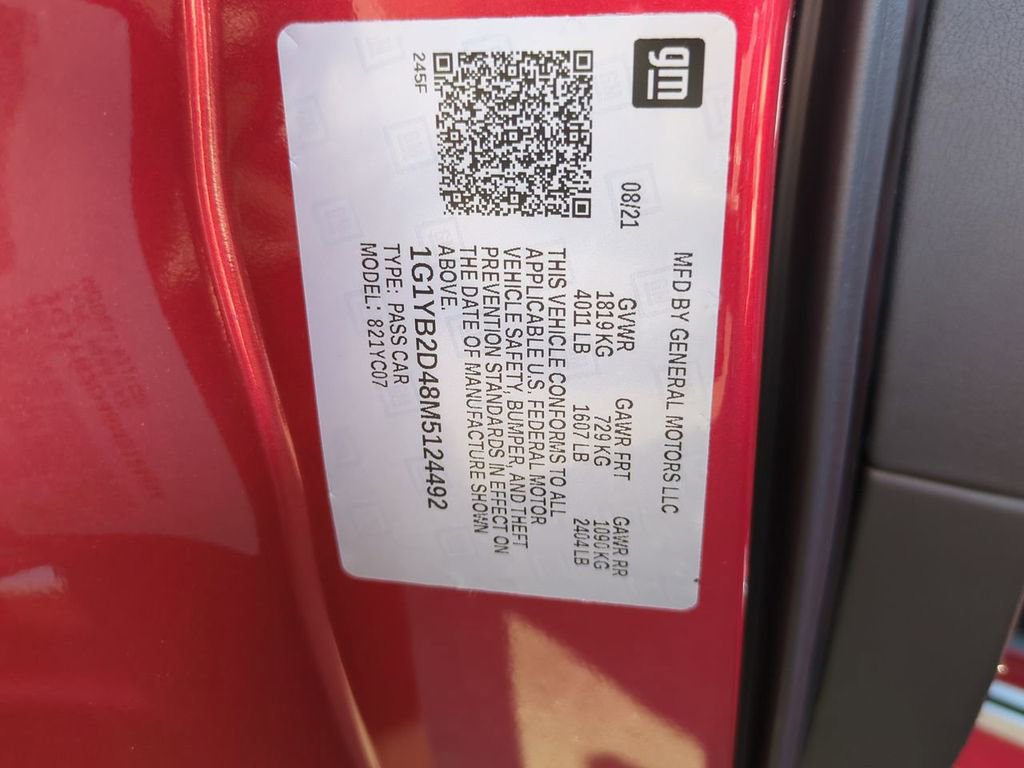 gm
MFD BY GENERAL MOTORS LLC
08/21
GVWR GAWR FRT GAWR RR
1819 KG 729 KG 1090 KG
4011 LB 1607 LB 2404 LB
THIS VEHICLE CONFORMS TO ALL
APPLICABLE U.S. FEDERAL MOTOR
VEHICLE SAFETY, BUMPER, AND THEFT
PREVENTION STANDARDS IN EFFECT ON
THE DATE OF MANUFACTURE SHOWN
ABOVE.
1G1YB2D48M5124492
TYPE: PASS CAR
MODEL: 821YC07
245F